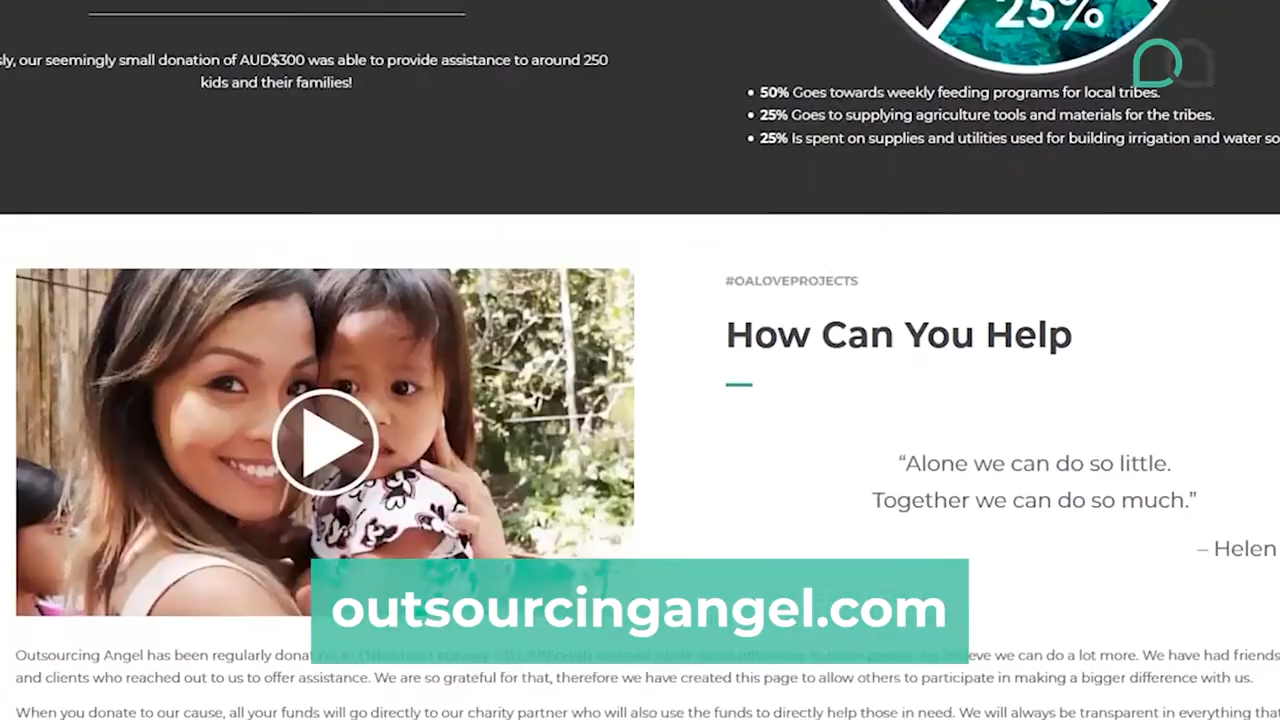 25%
sly, our seemingly small donation of AUD$300 was able to provide assistance to around 250
kids and their families!
• 50% Goes towards weekly feeding programs for local tribes.
• 25% Goes to supplying agriculture tools and materials for the tribes.
• 25% Is spent on supplies and utilities used for building irrigation and water so
#OALOVEPROJECTS
How Can You Help
“Alone we can do so little.
Together we can do so much.”
– Helen
outsourcingangel.com
Outsourcing Angel has been regularly we can do a lot more. We have had friends
and clients who reached out to us to offer assistance. We are so grateful for that, therefore we have created this page to allow others to participate in making a bigger difference with us.
When you donate to our cause, all your funds will go directly to our charity partner who will also use the funds to directly help those in need. We will always be transparent in everything that